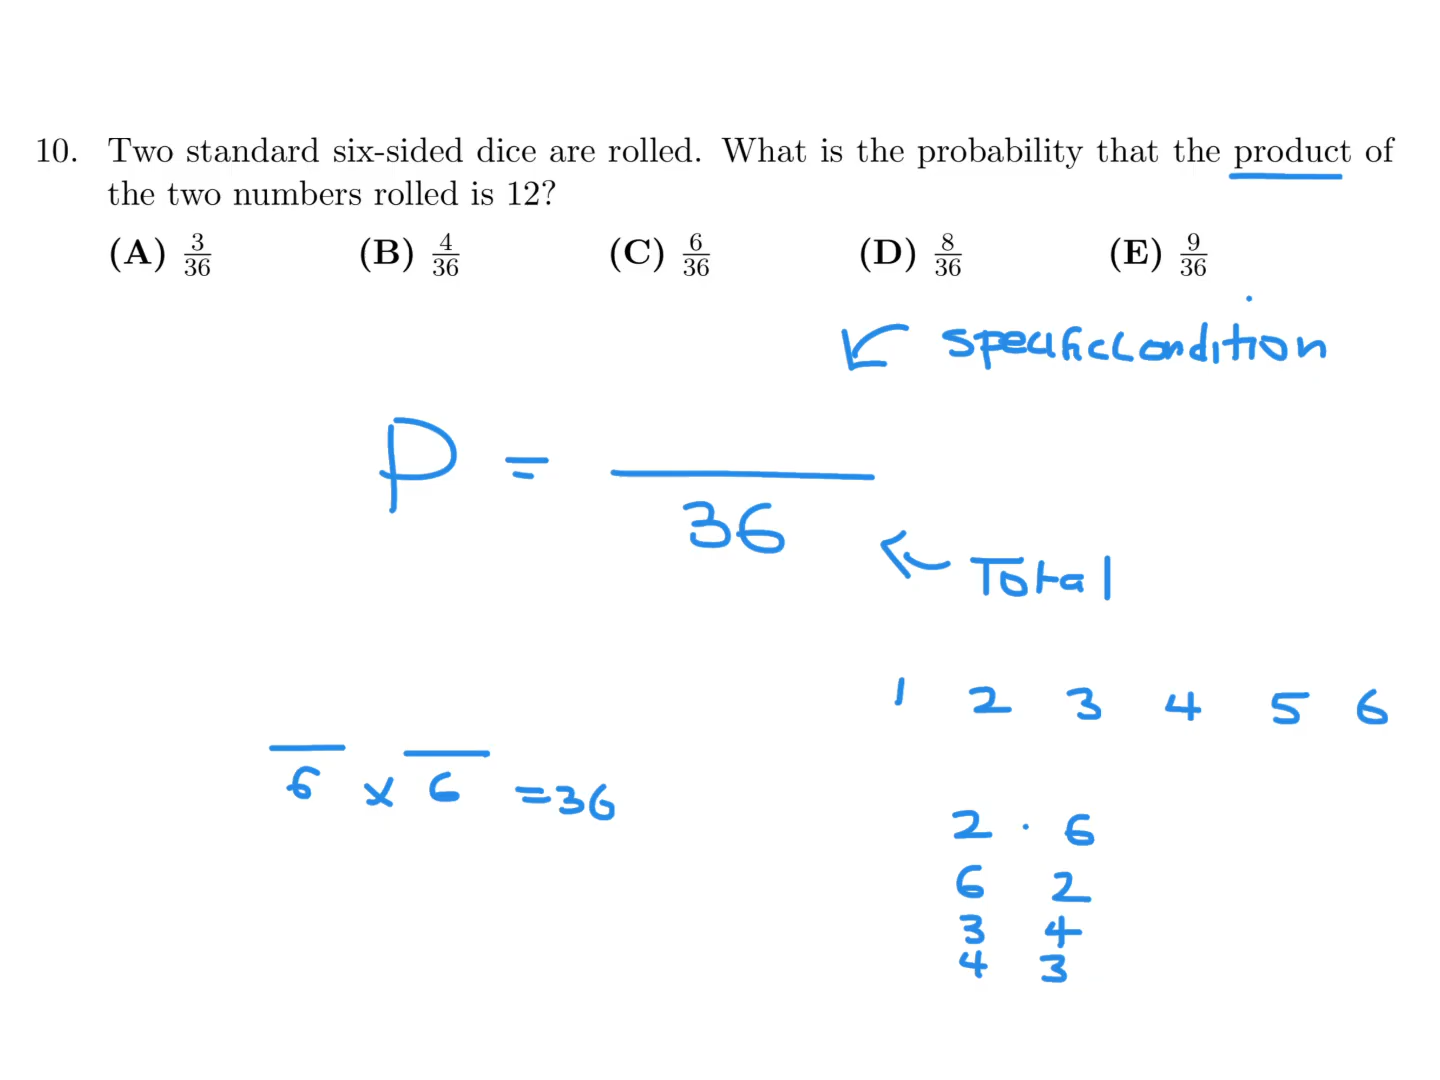 10. Two standard six-sided dice are rolled. What is the probability that the product of
the two numbers rolled is 12?
(A) 3/36 (B) 4/36 (C) 6/36 (D) 8/36 (E) 9/36
specific condition
P =
36
Total
1 2 3 4 5 6
6 x 6 =36
2 · 6
6 2
3 4
4 3